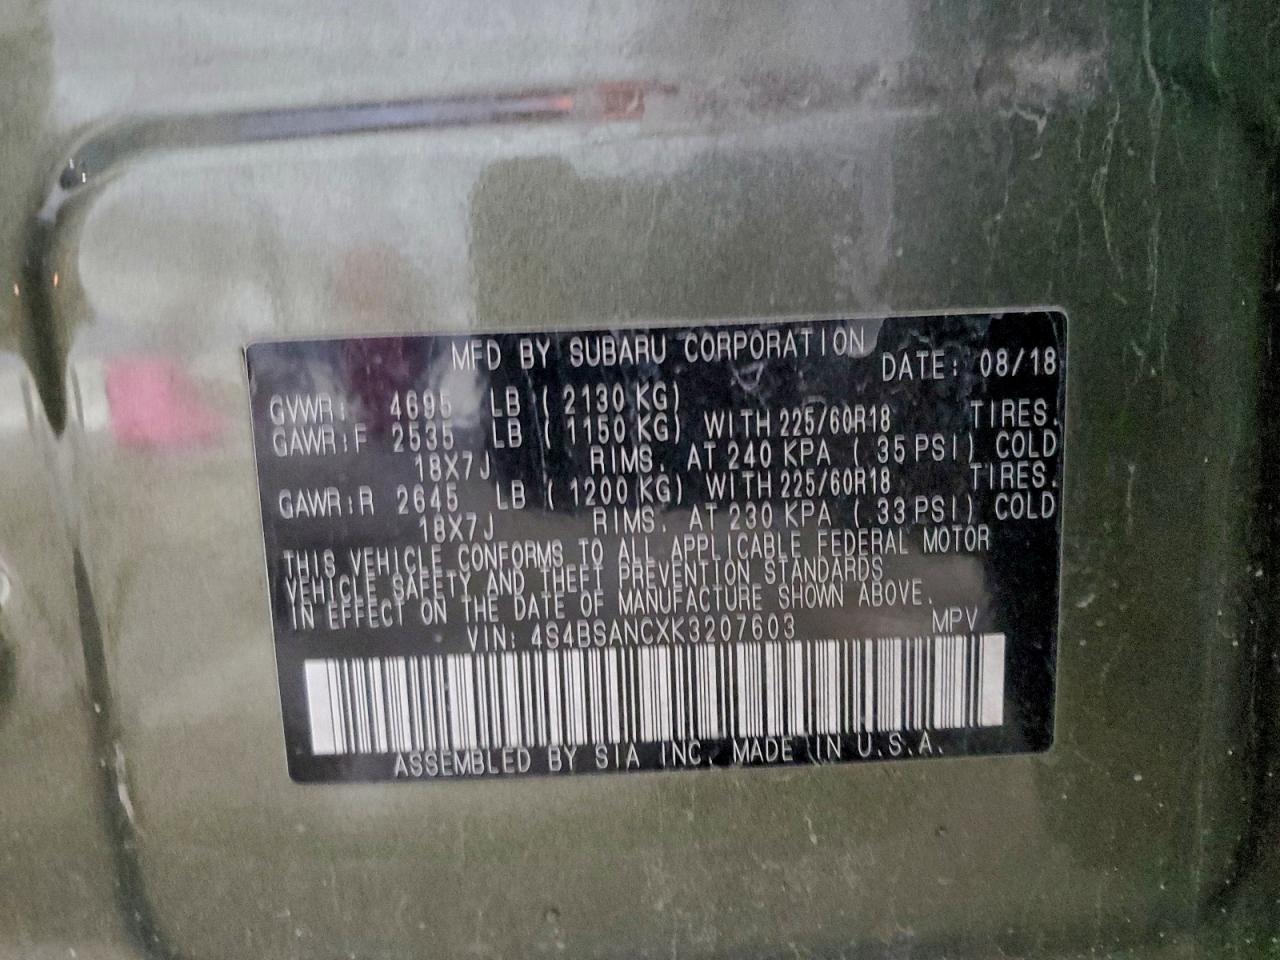 MFD BY SUBARU CORPORATION
DATE: 08/18
GVWR: 4695 LB (2130 KG)
GAWR:F 2535 LB (1150 KG) WITH 225/60R18 TIRES.
18X7J RIMS. AT 240 KPA (35 PSI) COLD
GAWR:R 2645 LB (1200 KG) WITH 225/60R18 TIRES.
18X7J RIMS. AT 230 KPA (33 PSI) COLD
THIS VEHICLE CONFORMS TO ALL APPLICABLE FEDERAL MOTOR
VEHICLE SAFETY AND THEFT PREVENTION STANDARDS
IN EFFECT ON THE DATE OF MANUFACTURE SHOWN ABOVE.
VIN: 4S4BSANCXK3207603 MPV
ASSEMBLED BY SIA INC. MADE IN U.S.A.